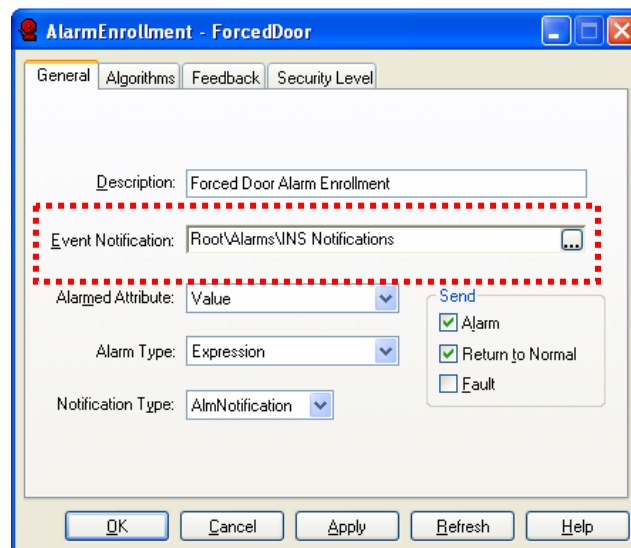 AlarmEnrollment - ForcedDoor
General Algorithms Feedback Security Level
Description: Forced Door Alarm Enrollment
Event Notification: Root\Alarms\INS Notifications ...
Alarmed Attribute: Value
Send
Alarm
Alarm Type: Expression
Return to Normal
Fault
Notification Type: AlmNotification
OK Cancel Apply Refresh Help